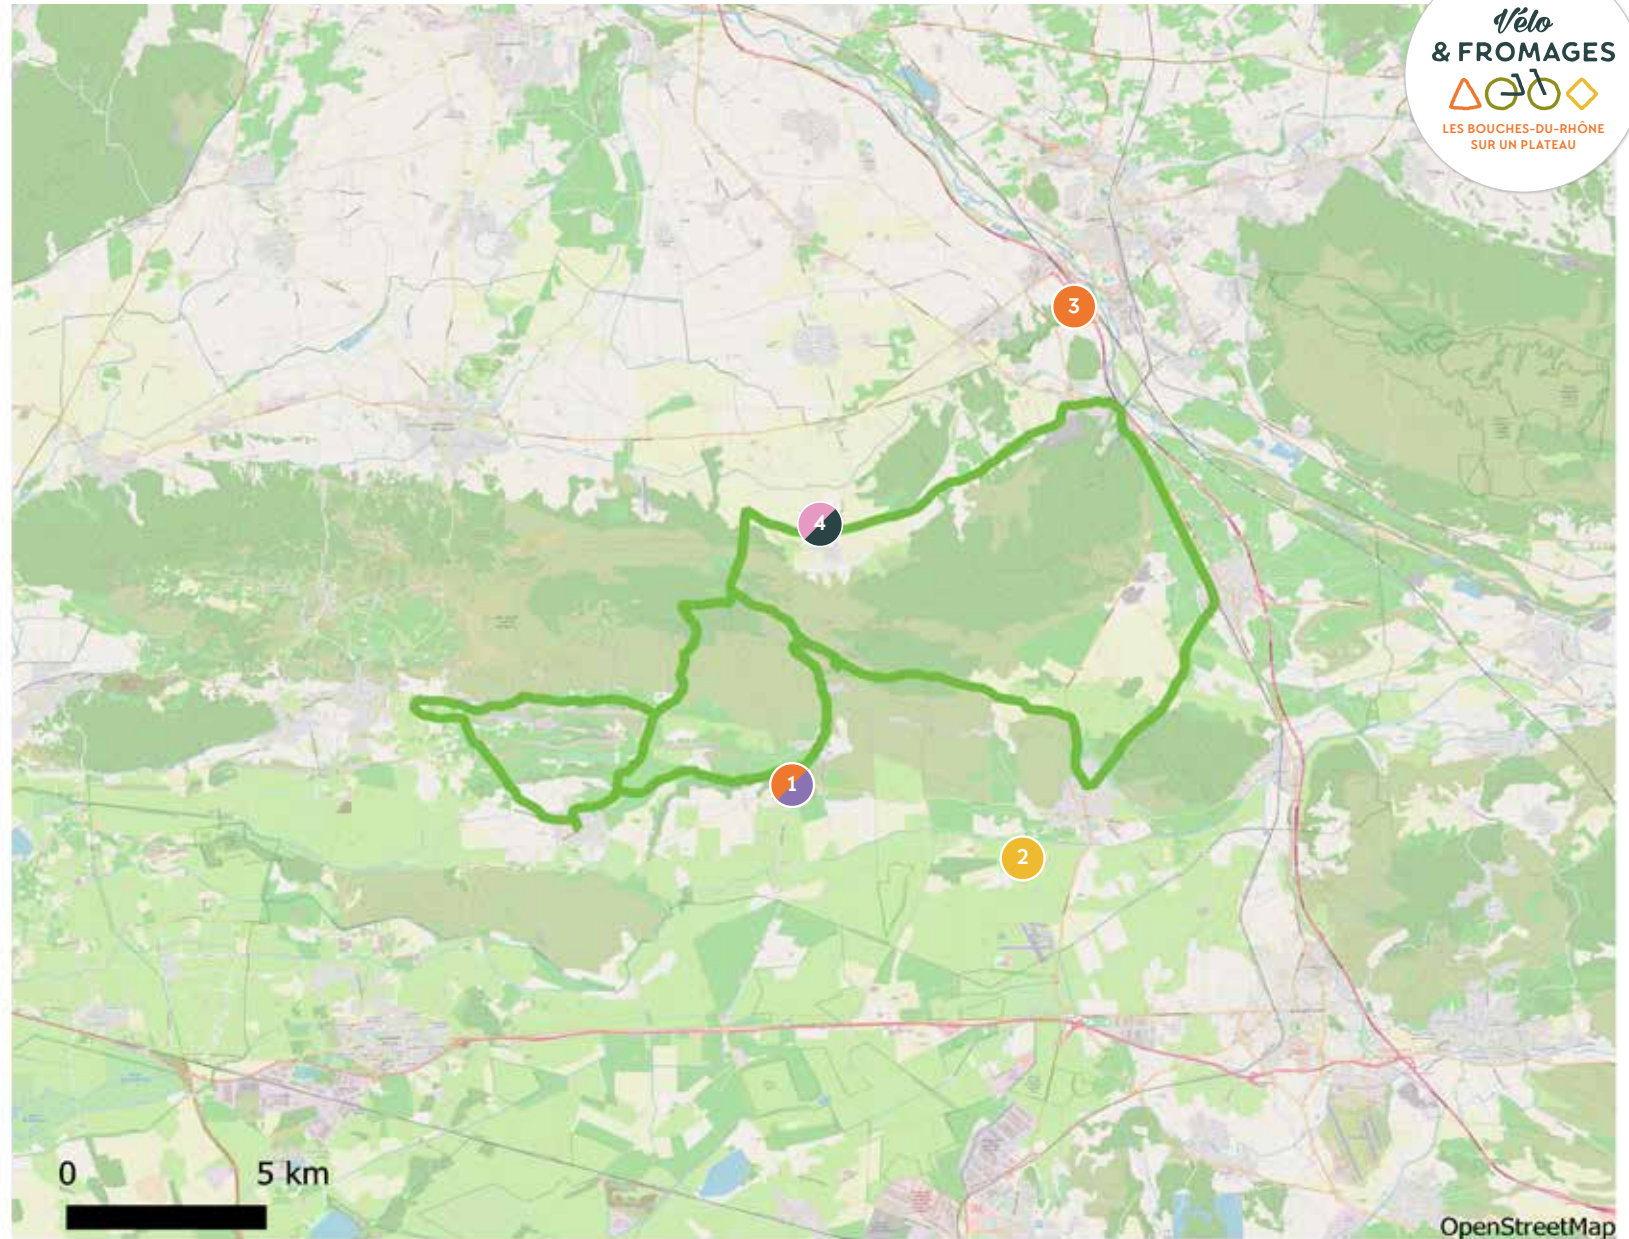 Vélo
& FROMAGES
LES BOUCHES-DU-RHÔNE
SUR UN PLATEAU
3
4
1
2
0 5 km
OpenStreetMap